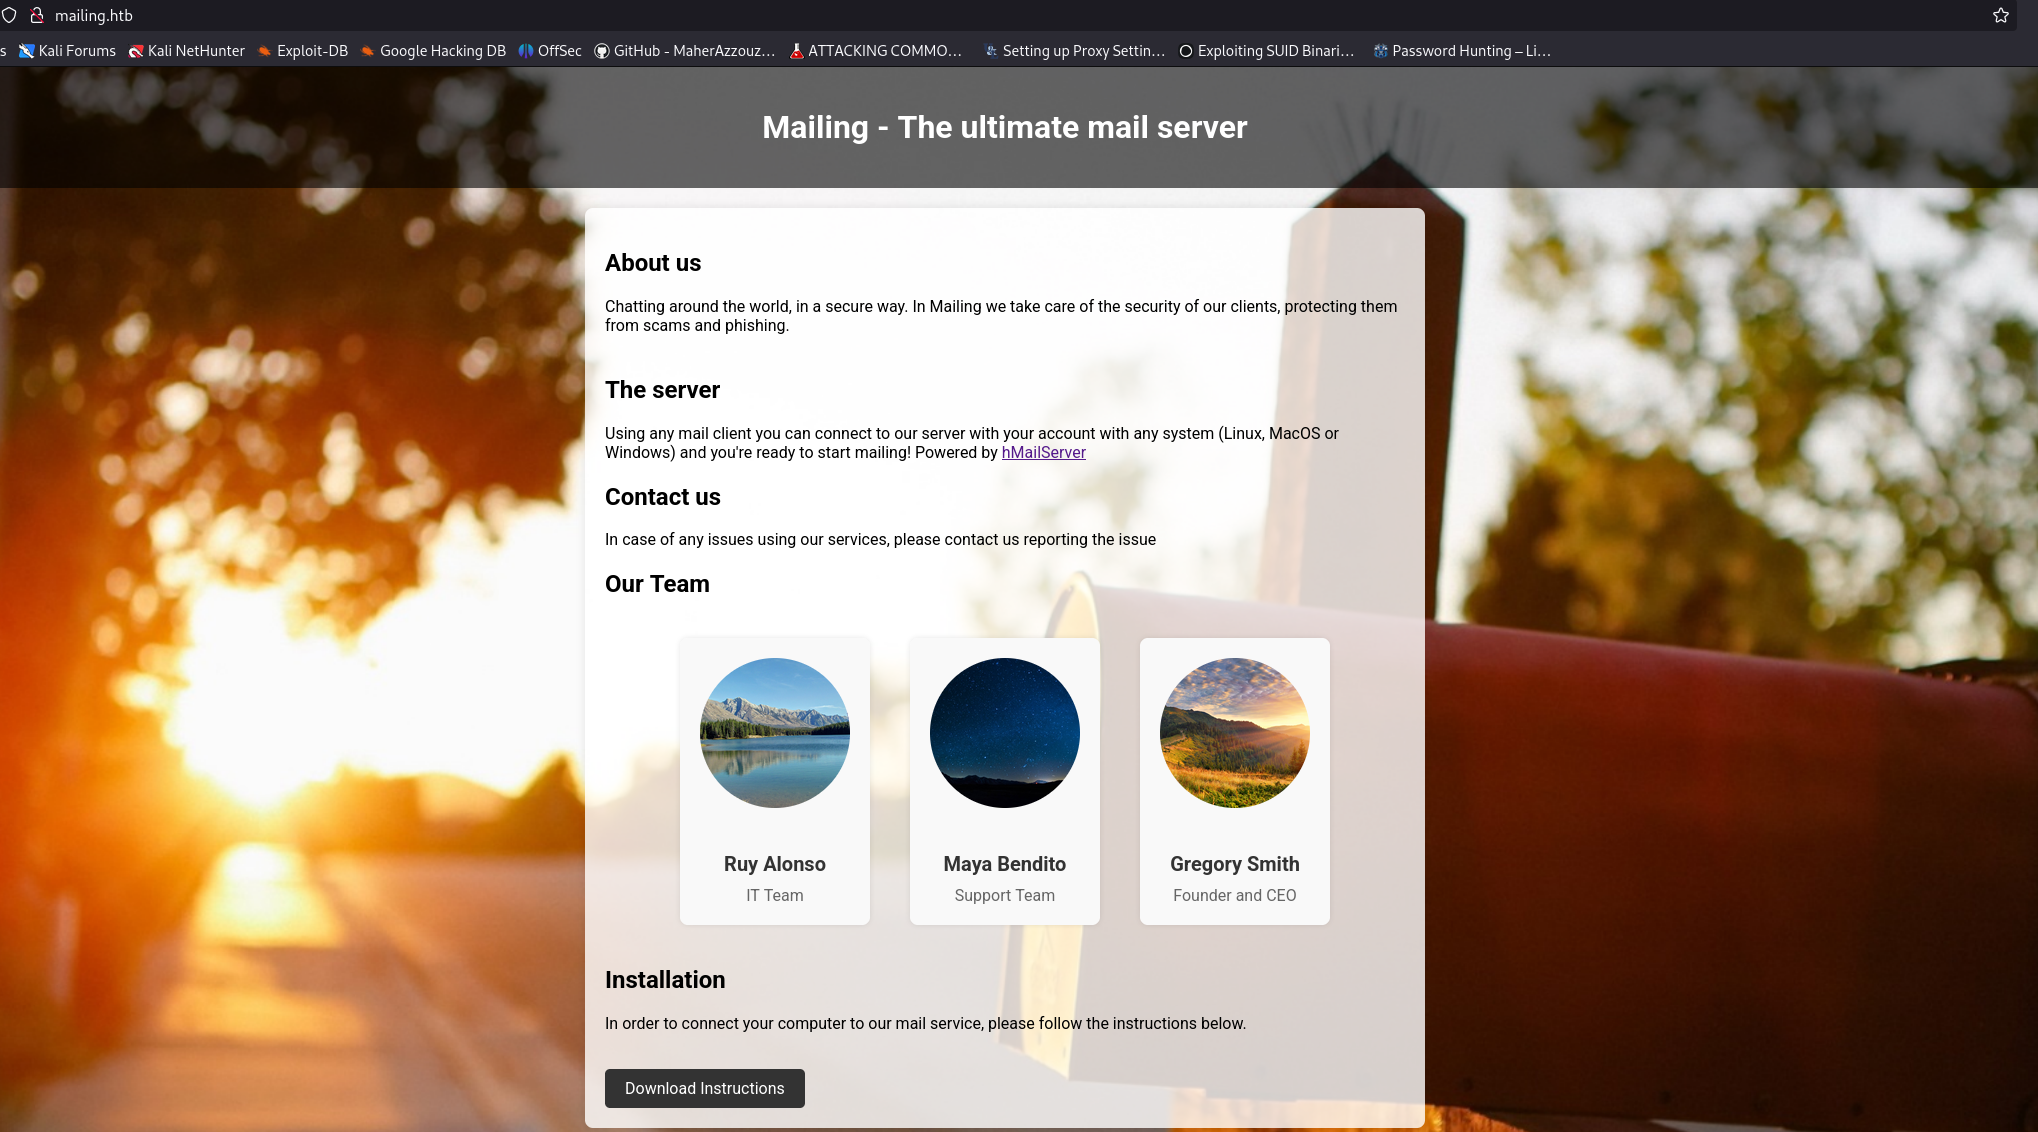 mailing.htb
s Kali Forums Kali NetHunter Exploit-DB Google Hacking DB OffSec GitHub - MaherAzzouz... ATTACKING COMMO... Setting up Proxy Settin... Exploiting SUID Binari... Password Hunting – Li...
Mailing - The ultimate mail server
About us
Chatting around the world, in a secure way. In Mailing we take care of the security of our clients, protecting them
from scams and phishing.
The server
Using any mail client you can connect to our server with your account with any system (Linux, MacOS or
Windows) and you're ready to start mailing! Powered by hMailServer
Contact us
In case of any issues using our services, please contact us reporting the issue
Our Team
Ruy Alonso Maya Bendito Gregory Smith
IT Team Support Team Founder and CEO
Installation
In order to connect your computer to our mail service, please follow the instructions below.
Download Instructions